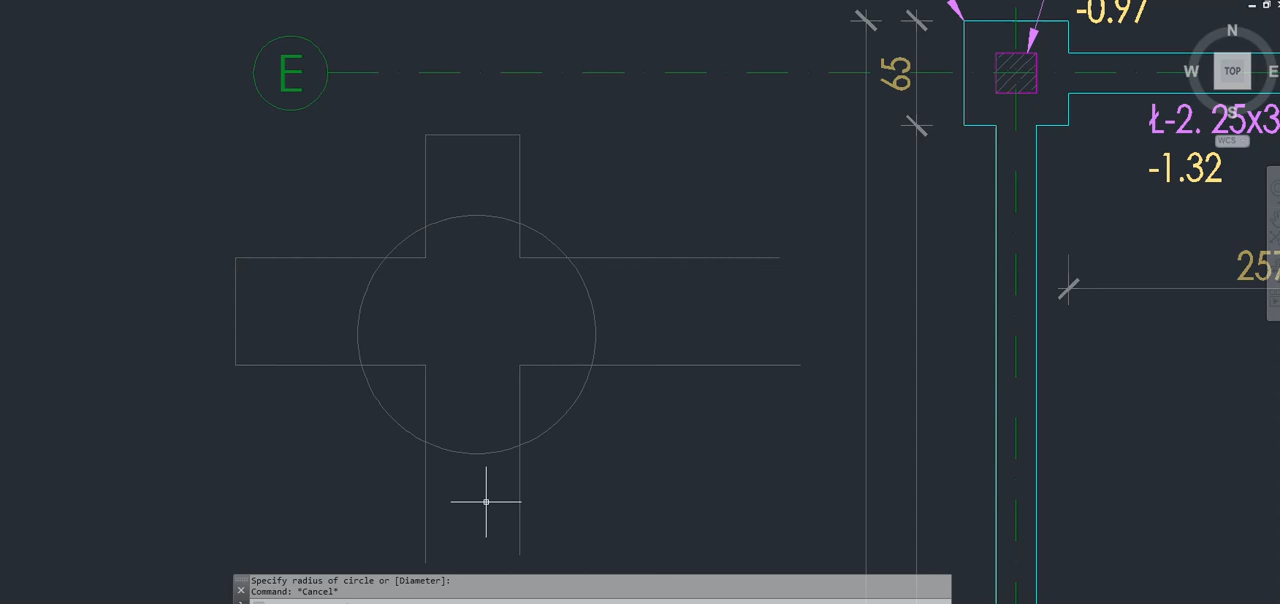 -0.97
N
E
65
W
TOP
E
S
Ł-2. 25x3
WCS
-1.32
257
Specify radius of circle or [Diameter]:
Command: *Cancel*